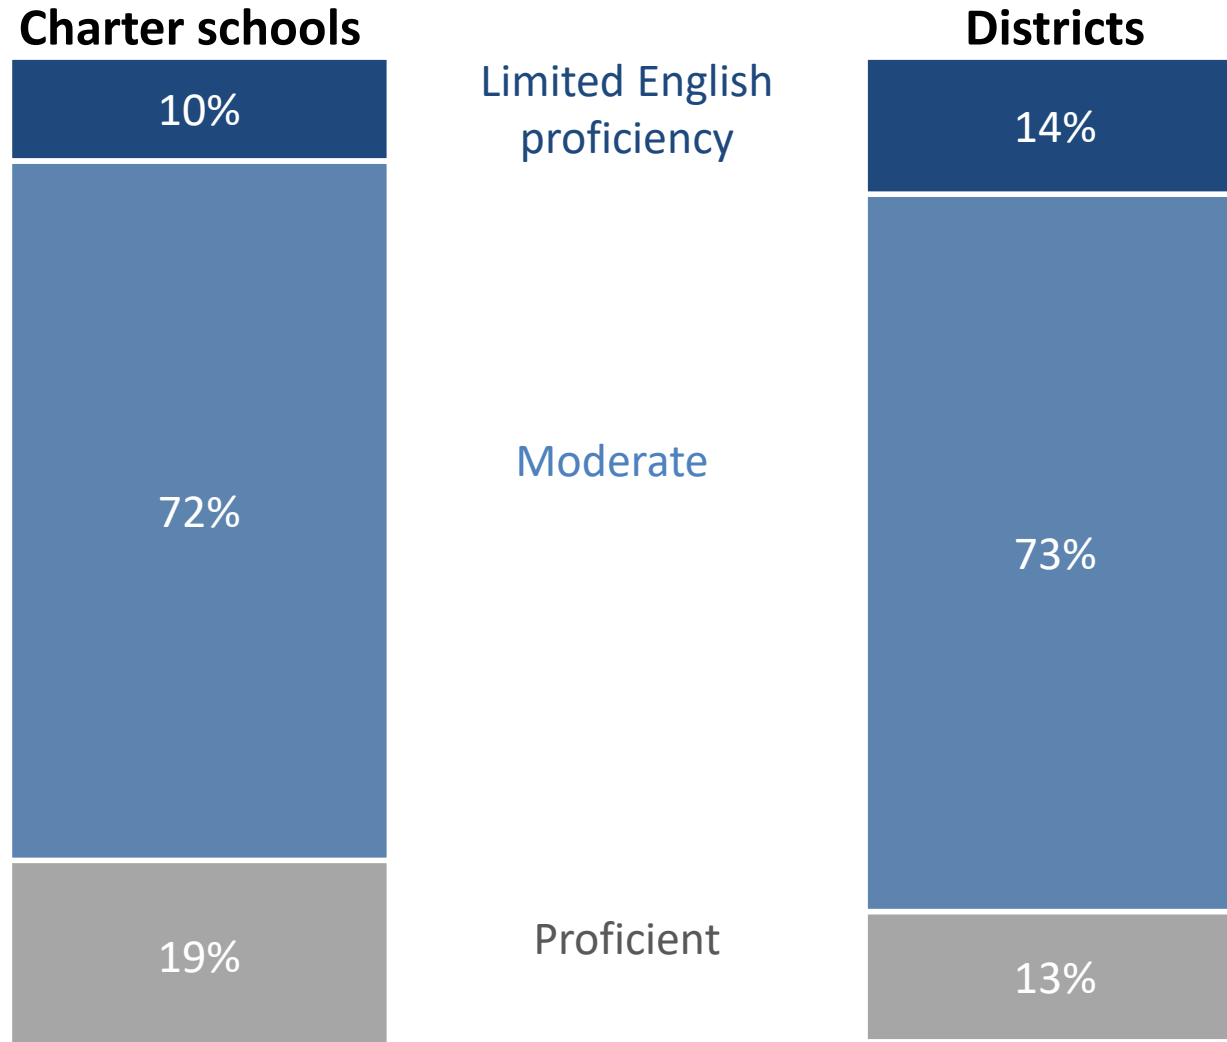 Charter schools
Districts
10%
Limited English
proficiency
14%
72%
Moderate
73%
19%
Proficient
13%